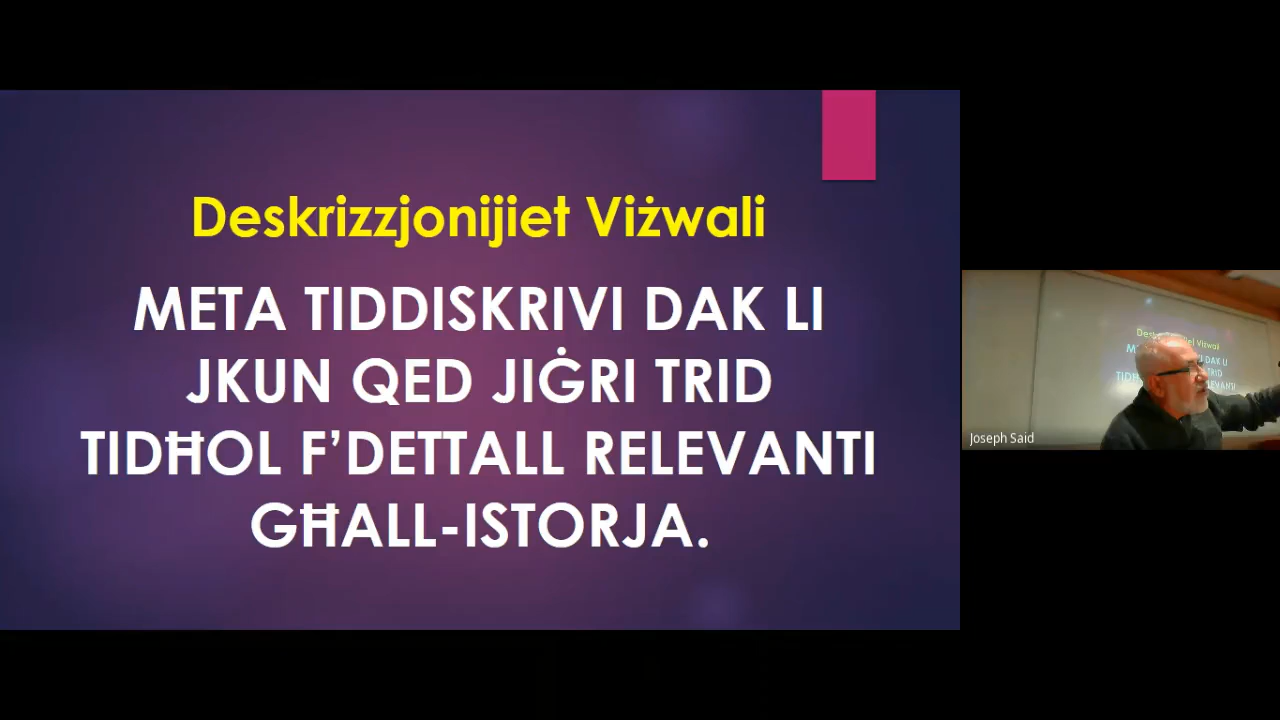 Deskrizzjonijiet Viżwali
META TIDDISKRIVI DAK LI
JKUN QED JIĠRI TRID
TIDĦOL F’DETTALL RELEVANTI
GĦALL-ISTORJA.
Joseph Said